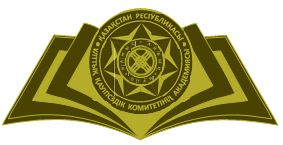 ҚАЗАҚСТАН РЕСПУБЛИКАСЫ
ҰЛТТЫҚ ҚАУІПСІЗДІК КОМИТЕТІНІҢ АКАДЕМИЯСЫ